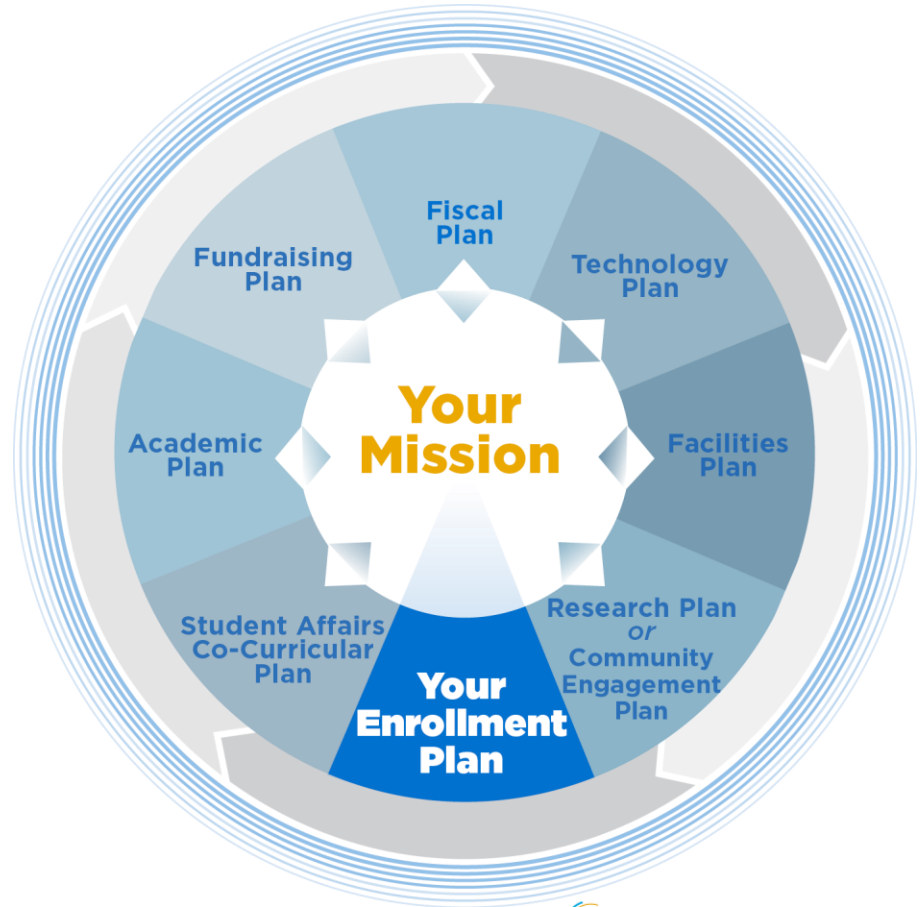 Fiscal
Plan
Technology
Plan
Facilities
Plan
Research Plan
or
Community
Engagement
Plan
Your
Enrollment
Plan
Student Affairs
Co-Curricular
Plan
Academic
Plan
Fundraising
Plan
Your
Mission